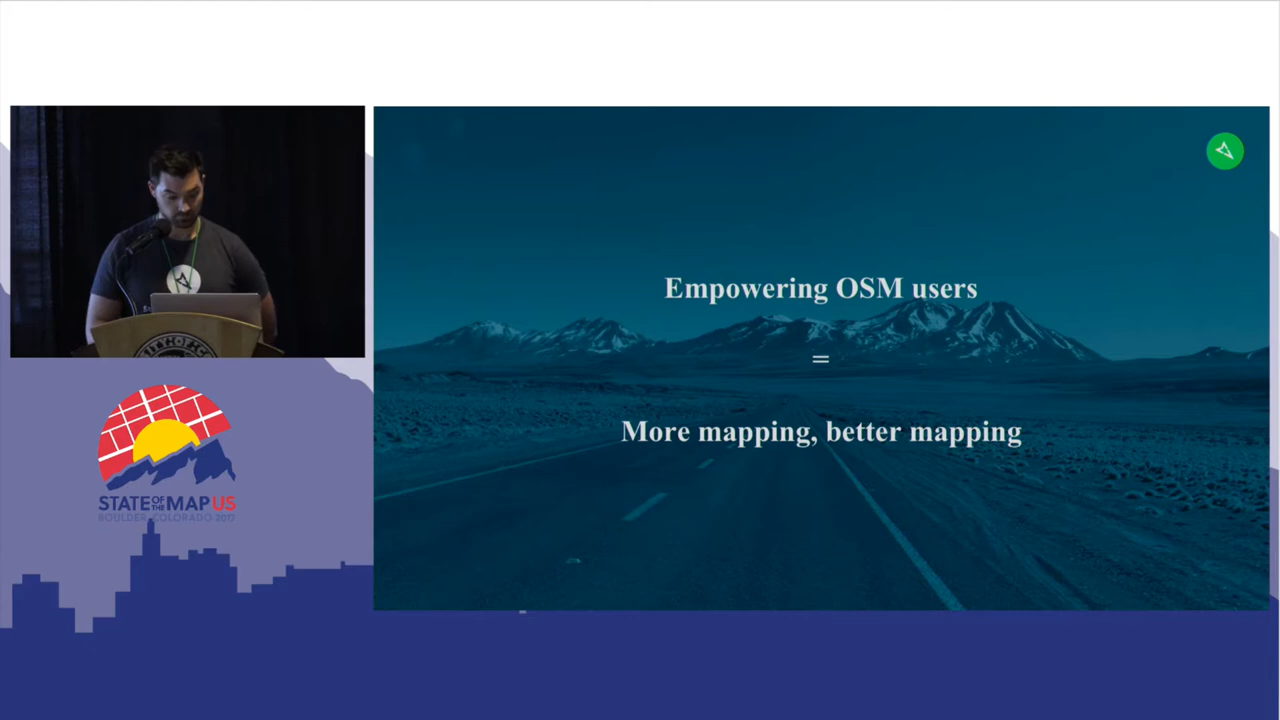 Empowering OSM users
=
More mapping, better mapping
STATE OF THE MAP US
BOULDER, COLORADO 2017